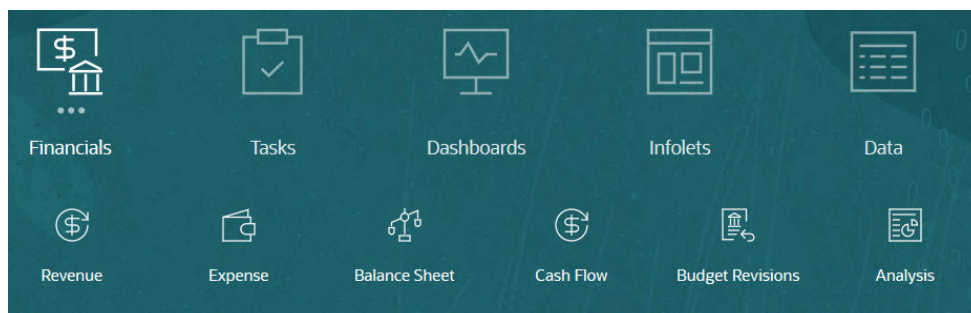 Financials Tasks Dashboards Infolets Data
Revenue Expense Balance Sheet Cash Flow Budget Revisions Analysis